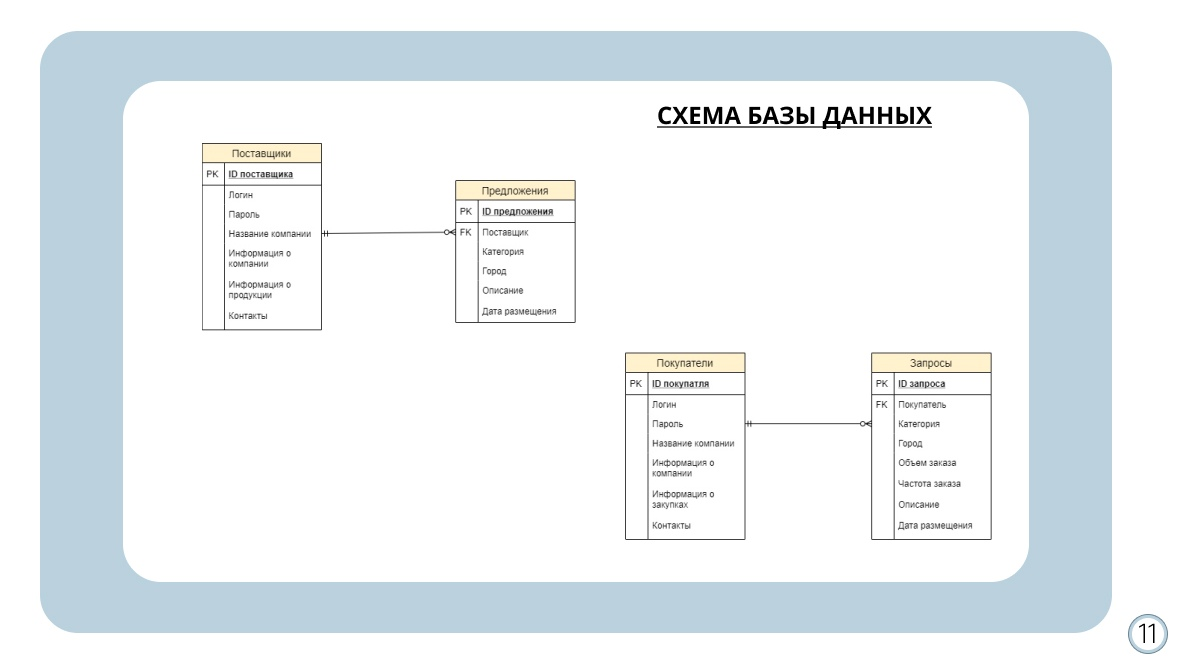 СХЕМА БАЗЫ ДАННЫХ
Поставщики
PK ID поставщика
Логин
Пароль
Название компании
Информация о
компании
Информация о
продукции
Контакты
Предложения
PK ID предложения
FK Поставщик
Категория
Город
Описание
Дата размещения
Покупатели
PK ID покупатля
Логин
Пароль
Название компании
Информация о
компании
Информация о
закупках
Контакты
Запросы
PK ID запроса
FK Покупатель
Категория
Город
Объем заказа
Частота заказа
Описание
Дата размещения
11